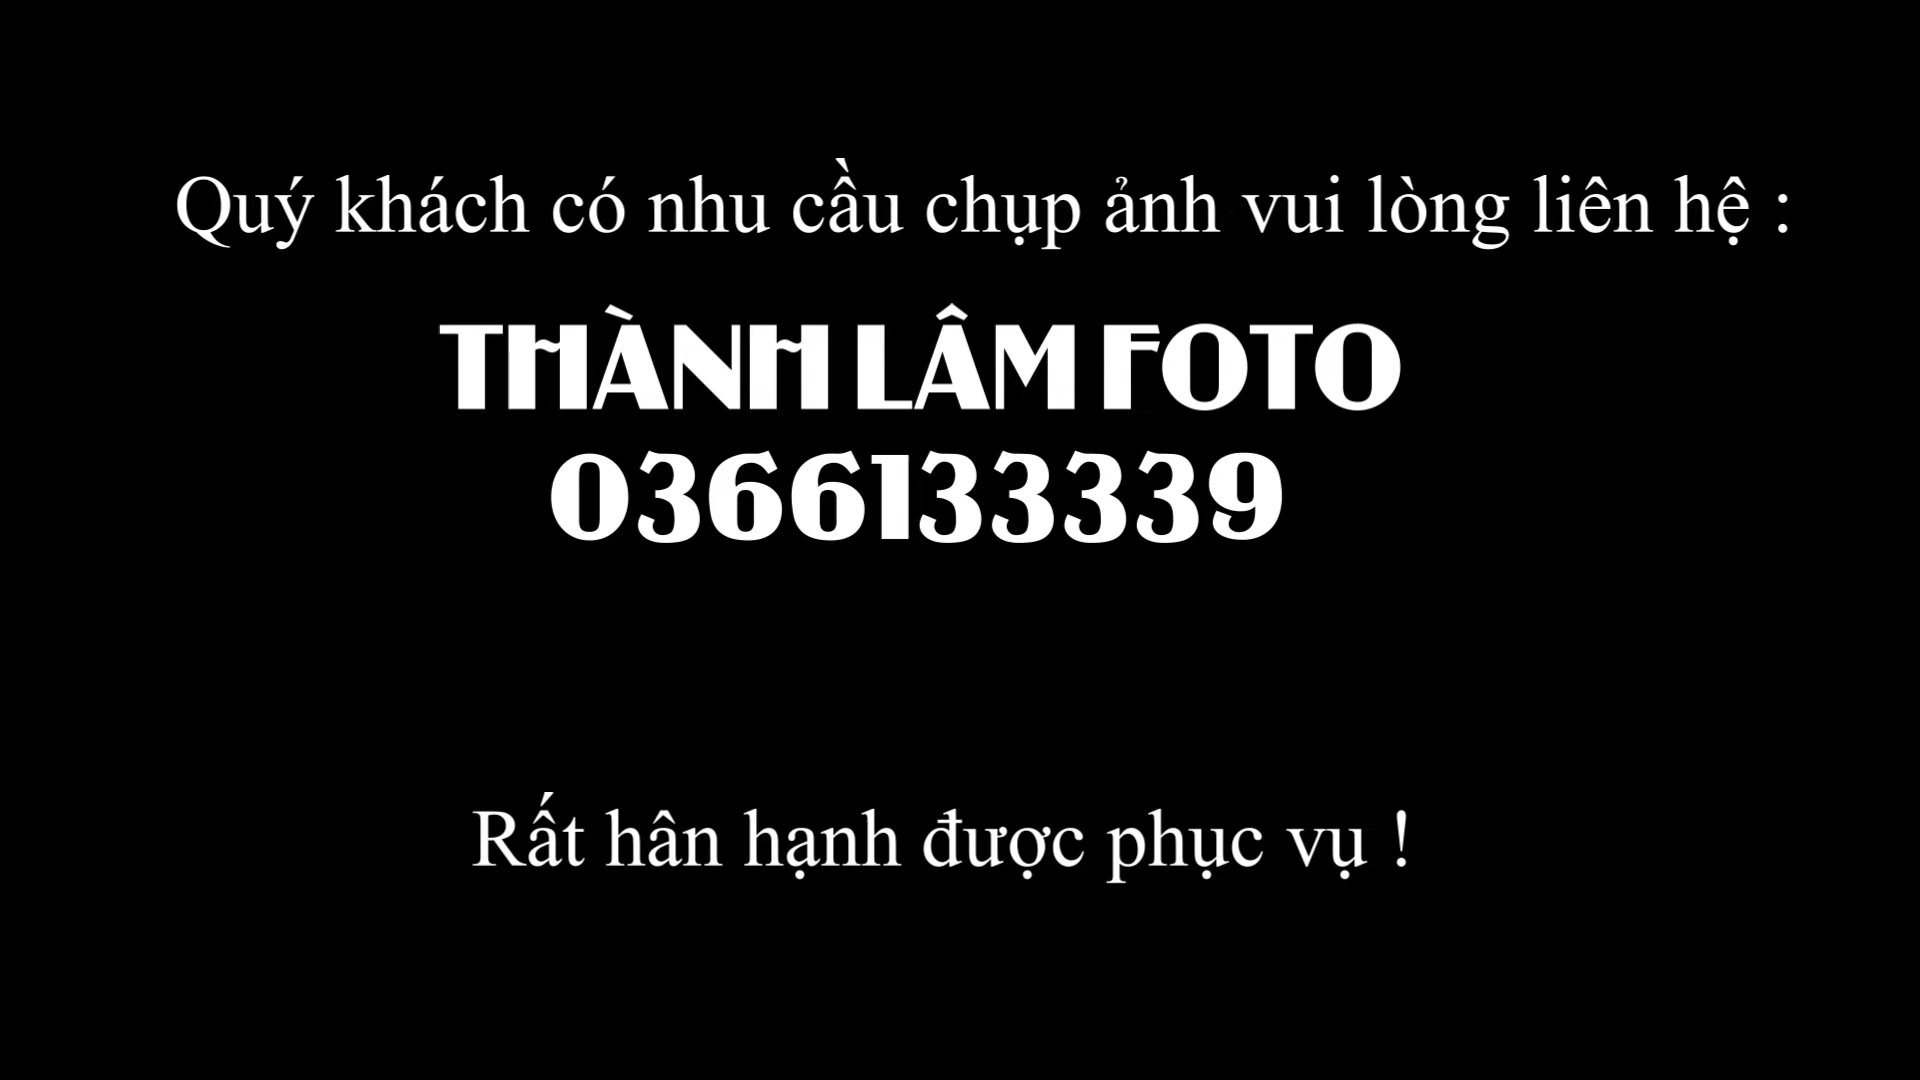 Quý khách có nhu cầu chụp ảnh vui lòng liên hệ :
THÀNH LÂM FOTO
0366133339
Rất hân hạnh được phục vụ !